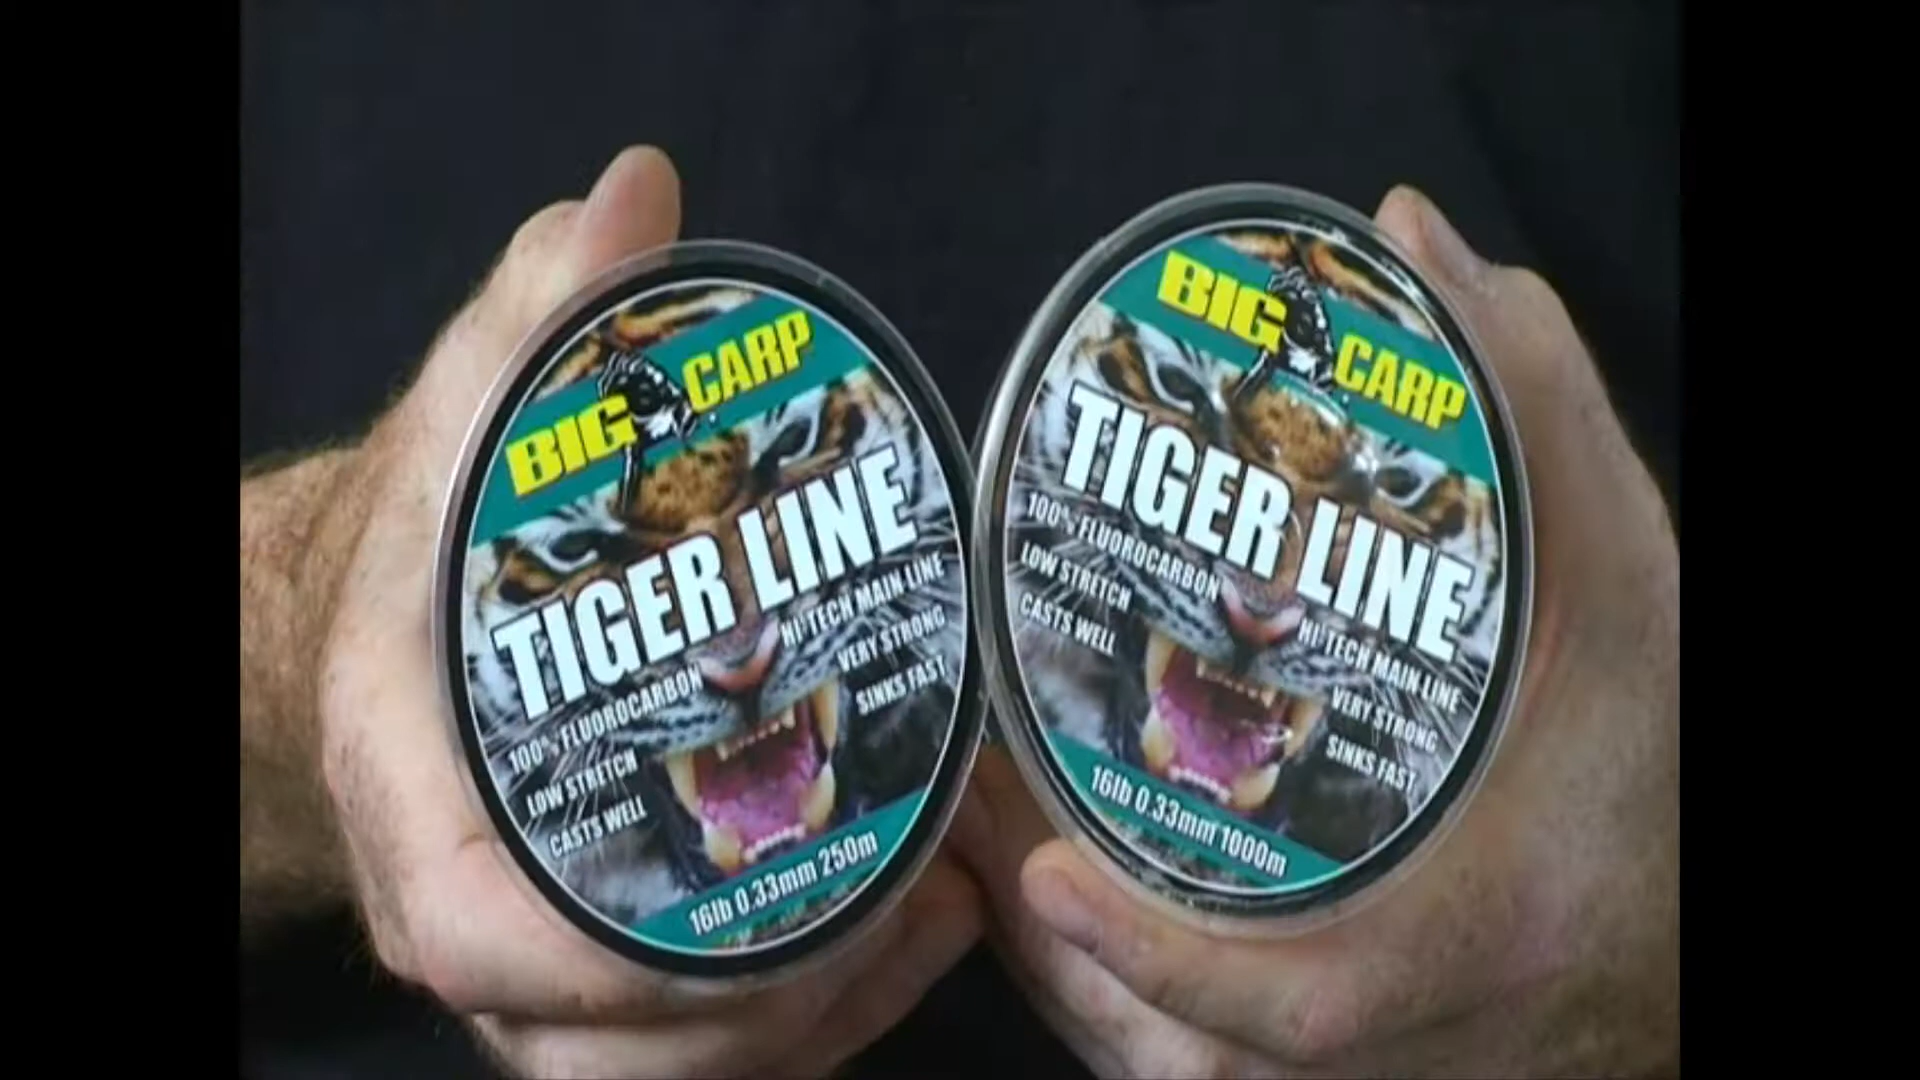 BIG CARP
TIGER LINE
100% FLUOROCARBON
LOW STRETCH
CASTS WELL
HI-TECH MAIN LINE
VERY STRONG
SINKS FAST
16lb 0.33mm 250m
BIG CARP
TIGER LINE
100% FLUOROCARBON
LOW STRETCH
CASTS WELL
HI-TECH MAIN LINE
VERY STRONG
SINKS FAST
16lb 0.33mm 1000m